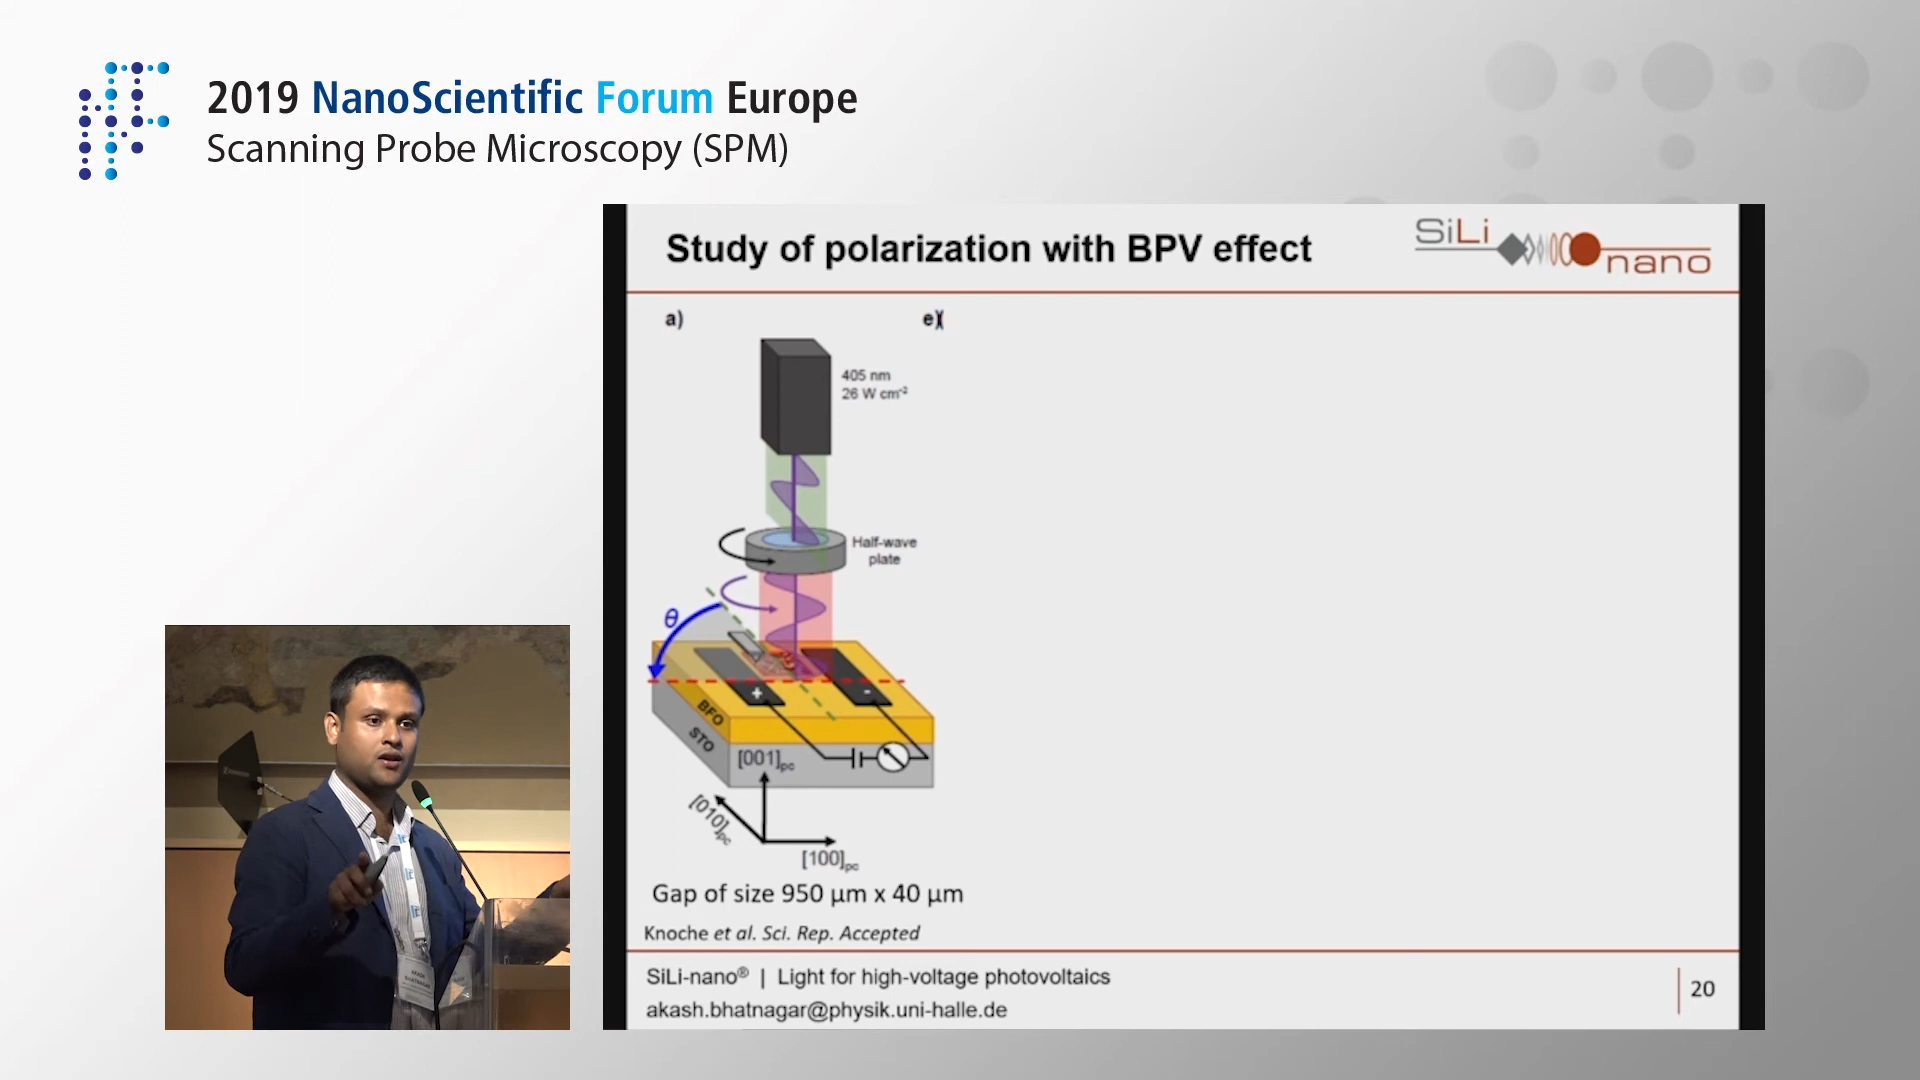 2019 NanoScientific Forum Europe
Scanning Probe Microscopy (SPM)
Study of polarization with BPV effect
SiLi
nano
a)
405 nm
26 W cm⁻²
Half-wave
plate
θ
+
-
BFO
STO
[001]pc
[010]pc
[100]pc
Gap of size 950 µm x 40 µm
Knoche et al. Sci. Rep. Accepted
SiLi-nano® | Light for high-voltage photovoltaics
akash.bhatnagar@physik.uni-halle.de
20
AKASH
BHATNAGAR